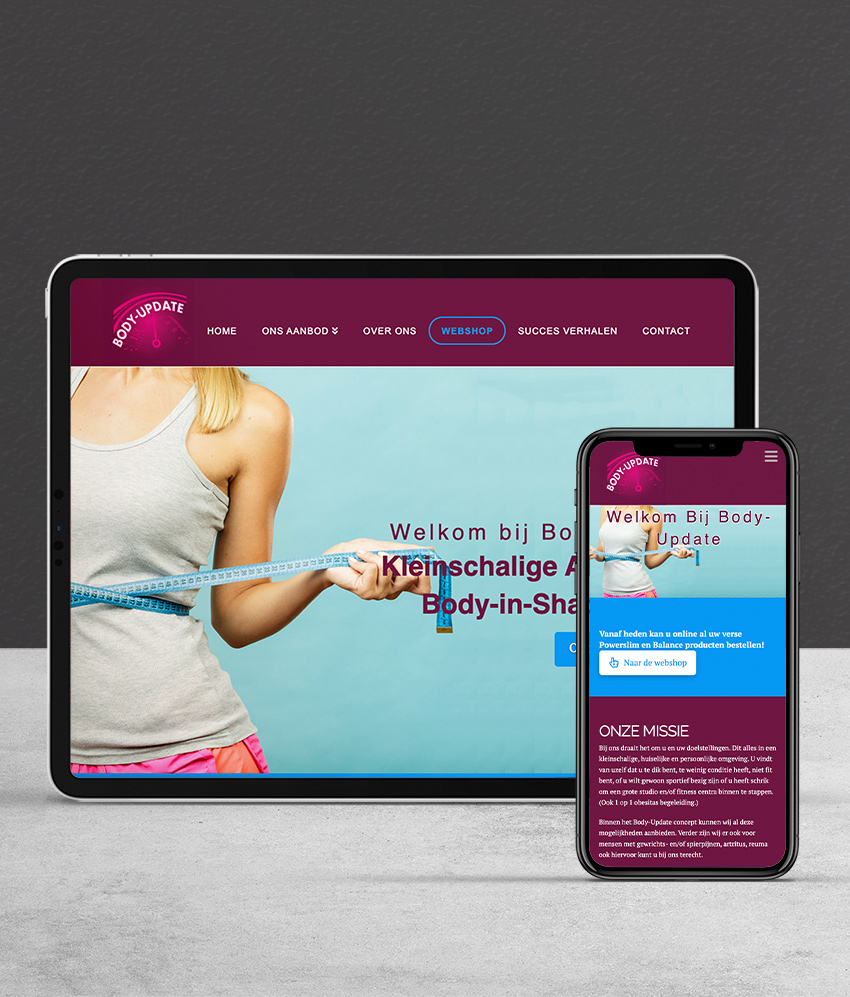 BODY-UPDATE
HOME ONS AANBOD OVER ONS WEBSHOP SUCCES VERHALEN CONTACT
Welkom bij Bo
Kleinschalige A
Body-in-Sha
BODY-UPDATE
Welkom Bij Body-
Update
Vanaf heden kan u online al uw verse
Powerslim en Balance producten bestellen!
Naar de webshop
ONZE MISSIE
Bij ons draait het om u en uw doelstellingen. Dit alles in een
kleinschalige, huiselijke en persoonlijke omgeving. U vindt
van uzelf dat u te dik bent, te weinig conditie heeft, niet fit
bent, of u wilt gewoon sportief bezig zijn of u heeft schrik
om een grote studio en/of fitness centra binnen te stappen.
(Ook 1 op 1 obesitas begeleiding.)
Binnen het Body-Update concept kunnen wij al deze
mogelijkheden aanbieden. Verder zijn wij er ook voor
mensen met gewrichts- en/of spierpijnen, artritus, reuma
ook hiervoor kunt u bij ons terecht.